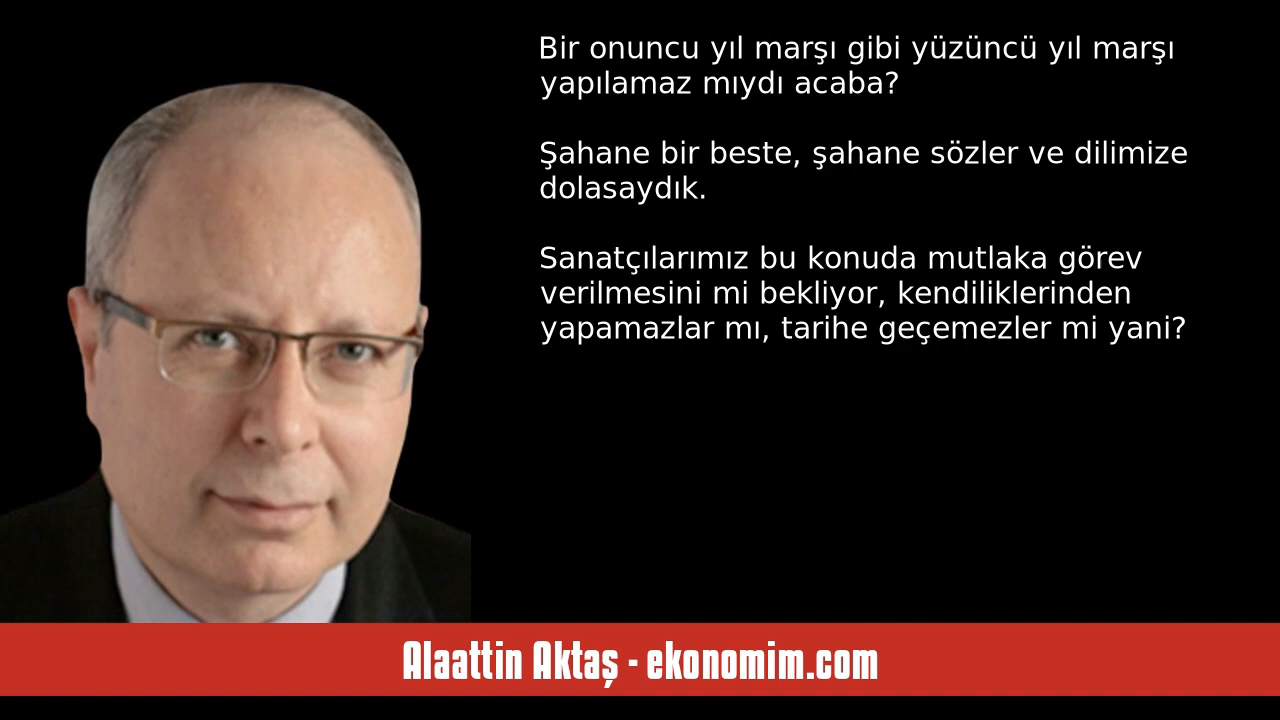 Bir onuncu yıl marşı gibi yüzüncü yıl marşı
yapılamaz mıydı acaba?
Şahane bir beste, şahane sözler ve dilimize
dolasaydık.
Sanatçılarımız bu konuda mutlaka görev
verilmesini mi bekliyor, kendiliklerinden
yapamazlar mı, tarihe geçemezler mi yani?
Alaattin Aktaş - ekonomim.com